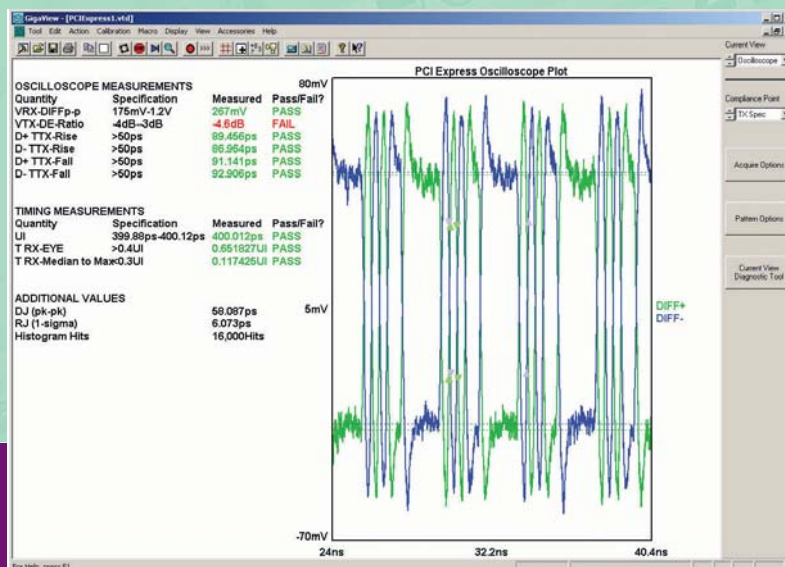 GigaView - [PCIExpress1.vtd]
Tool Edit Action Calibration Macro Display View Accessories Help
Current View
Oscilloscope
Compliance Point
TX Spec
Acquire Options
Pattern Options
Current View
Diagnostic Tool
PCI Express Oscilloscope Plot
OSCILLOSCOPE MEASUREMENTS
Quantity Specification Measured Pass/Fail?
VRX-DIFFp-p 175mV-1.2V 267mV PASS
VTX-DE-Ratio -4dB--3dB -4.6dB FAIL
D+ TTX-Rise >50ps 89.456ps PASS
D- TTX-Rise >50ps 86.964ps PASS
D+ TTX-Fall >50ps 91.141ps PASS
D- TTX-Fall >50ps 92.906ps PASS
TIMING MEASUREMENTS
Quantity Specification Measured Pass/Fail?
UI 399.88ps-400.12ps 400.012ps PASS
T RX-EYE >0.4UI 0.651827UI PASS
T RX-Median to Max<0.3UI 0.117425UI PASS
ADDITIONAL VALUES
DJ (pk-pk) 58.087ps
RJ (1-sigma) 6.073ps
Histogram Hits 16,000Hits
80mV
5mV
-70mV
24ns 32.2ns 40.4ns
DIFF+
DIFF-
For Help, press F1